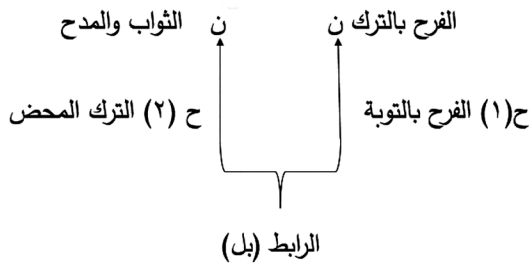 الفرح بالترك ن ن الثواب والمدح
ح(١) الفرح بالتوبة ح (٢) الترك المحض
الرابط (بل)